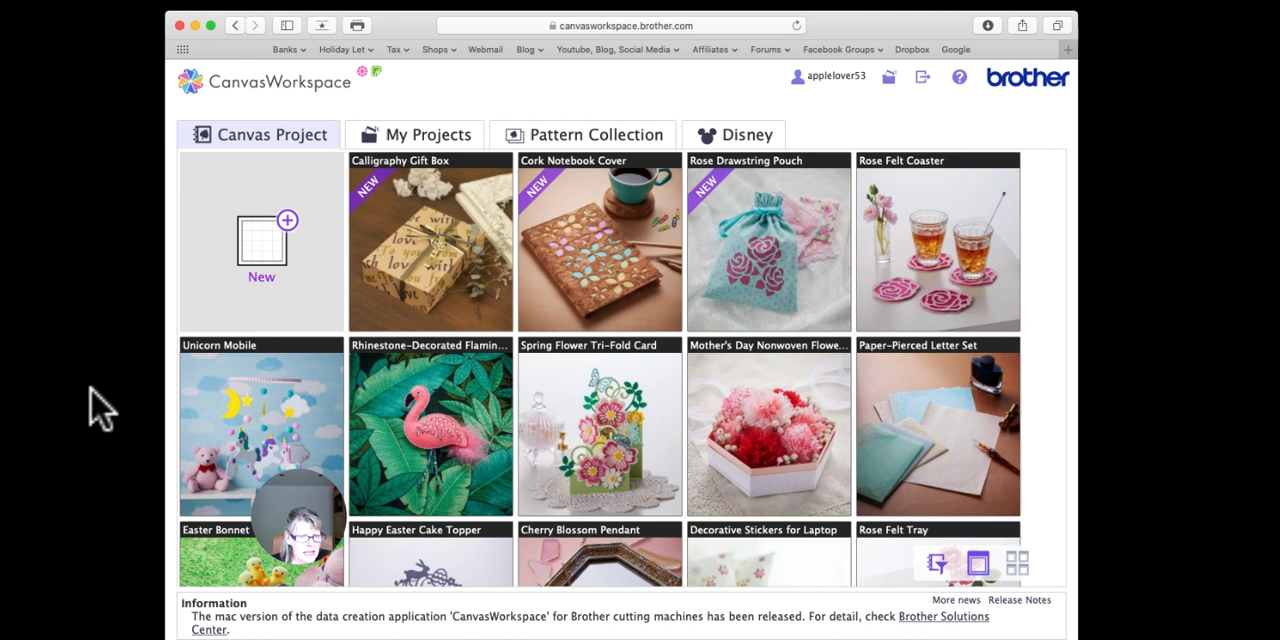 canvasworkspace.brother.com
Banks Holiday Let Tax Shops Webmail Blog Youtube, Blog, Social Media Affiliates Forums Facebook Groups Dropbox Google
CanvasWorkspace
applelover53
brother
Canvas Project My Projects Pattern Collection Disney
Calligraphy Gift Box Cork Notebook Cover Rose Drawstring Pouch Rose Felt Coaster
NEW NEW NEW
New
Unicorn Mobile Rhinestone-Decorated Flamin... Spring Flower Tri-Fold Card Mother's Day Nonwoven Flowe... Paper-Pierced Letter Set
Easter Bonnet Happy Easter Cake Topper Cherry Blossom Pendant Decorative Stickers for Laptop Rose Felt Tray
More news Release Notes
Information
The mac version of the data creation application 'CanvasWorkspace' for Brother cutting machines has been released. For detail, check Brother Solutions
Center.